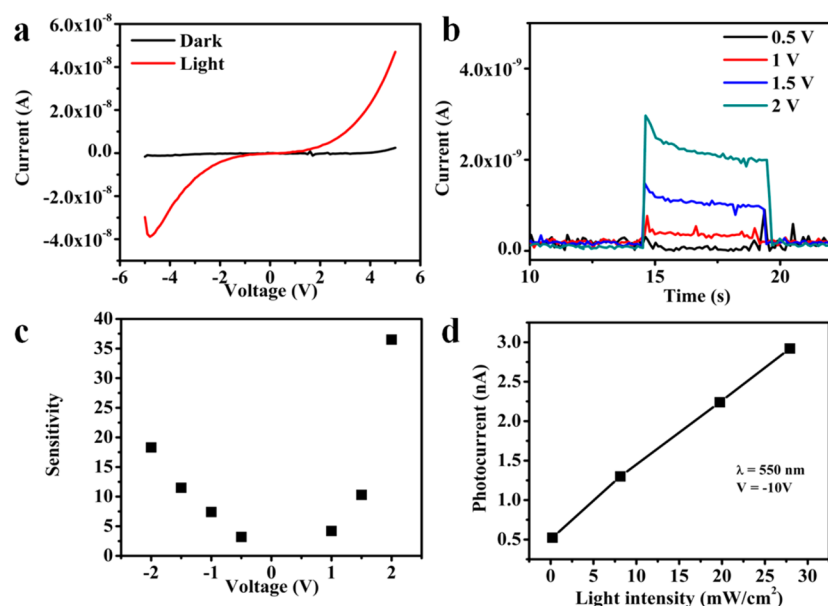 a
6.0x10⁻⁸
4.0x10⁻⁸
2.0x10⁻⁸
0.0
-2.0x10⁻⁸
-4.0x10⁻⁸
Current (A)
Dark
Light
-6 -4 -2 0 2 4 6
Voltage (V)
b
4.0x10⁻⁹
2.0x10⁻⁹
0.0
Current (A)
0.5 V
1 V
1.5 V
2 V
10 15 20
Time (s)
c
40
35
30
25
20
15
10
5
0
Sensitivity
-2 -1 0 1 2
Voltage (V)
d
3.0
2.5
2.0
1.5
1.0
0.5
Photocurrent (nA)
λ = 550 nm
V = -10V
0 5 10 15 20 25 30
Light intensity (mW/cm²)